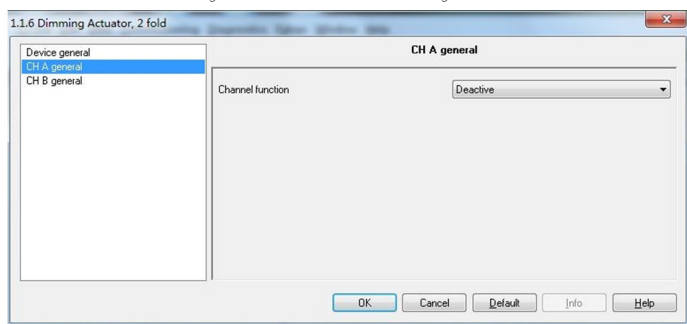 1.1.6 Dimming Actuator, 2 fold
Device general
CH A general
CH B general
CH A general
Channel function
Deactive
OK
Cancel
Default
Info
Help